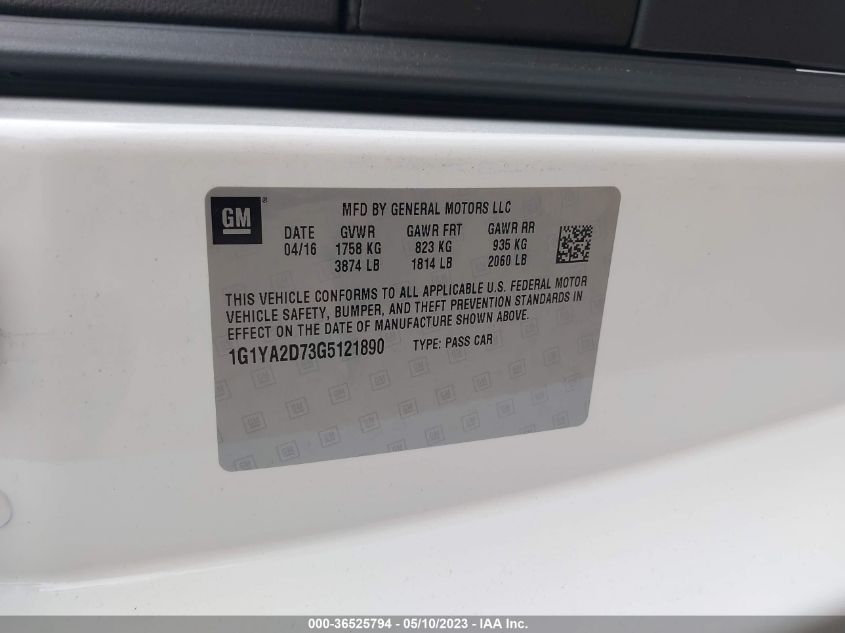 GM ®
MFD BY GENERAL MOTORS LLC
DATE GVWR GAWR FRT GAWR RR
04/16 1758 KG 823 KG 935 KG
3874 LB 1814 LB 2060 LB
THIS VEHICLE CONFORMS TO ALL APPLICABLE U.S. FEDERAL MOTOR
VEHICLE SAFETY, BUMPER, AND THEFT PREVENTION STANDARDS IN
EFFECT ON THE DATE OF MANUFACTURE SHOWN ABOVE.
1G1YA2D73G5121890 TYPE: PASS CAR
000-36525794 - 05/10/2023 - © IAA Inc.